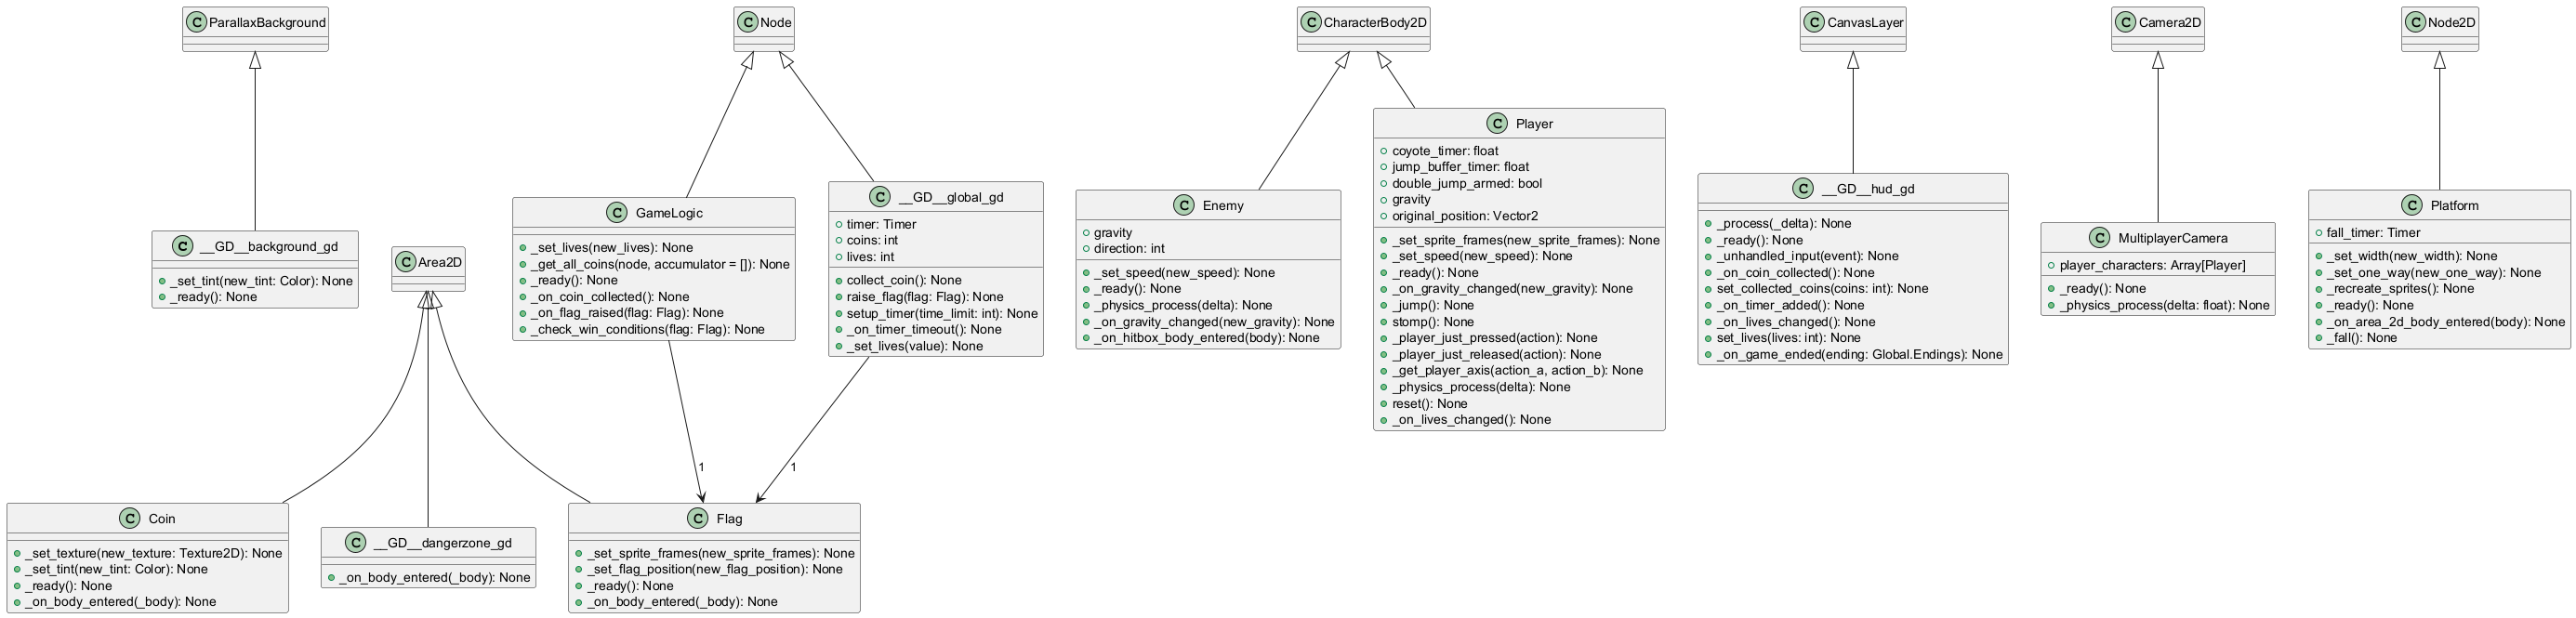 C ParallaxBackground
C Node
C CharacterBody2D
C CanvasLayer
C Camera2D
C Node2D
C __GD__background_gd
_set_tint(new_tint: Color): None
_ready(): None
C Area2D
C GameLogic
_set_lives(new_lives): None
_get_all_coins(node, accumulator = []): None
_ready(): None
_on_coin_collected(): None
_on_flag_raised(flag: Flag): None
_check_win_conditions(flag: Flag): None
C __GD__global_gd
timer: Timer
coins: int
lives: int
collect_coin(): None
raise_flag(flag: Flag): None
setup_timer(time_limit: int): None
_on_timer_timeout(): None
_set_lives(value): None
C Enemy
gravity
direction: int
_set_speed(new_speed): None
_ready(): None
_physics_process(delta): None
_on_gravity_changed(new_gravity): None
_on_hitbox_body_entered(body): None
C Player
coyote_timer: float
jump_buffer_timer: float
double_jump_armed: bool
gravity
original_position: Vector2
_set_sprite_frames(new_sprite_frames): None
_set_speed(new_speed): None
_ready(): None
_on_gravity_changed(new_gravity): None
_jump(): None
stomp(): None
_player_just_pressed(action): None
_player_just_released(action): None
_get_player_axis(action_a, action_b): None
_physics_process(delta): None
reset(): None
_on_lives_changed(): None
C __GD__hud_gd
_process(_delta): None
_ready(): None
_unhandled_input(event): None
_on_coin_collected(): None
set_collected_coins(coins: int): None
_on_timer_added(): None
_on_lives_changed(): None
set_lives(lives: int): None
_on_game_ended(ending: Global.Endings): None
C MultiplayerCamera
player_characters: Array[Player]
_ready(): None
_physics_process(delta: float): None
C Platform
fall_timer: Timer
_set_width(new_width): None
_set_one_way(new_one_way): None
_recreate_sprites(): None
_ready(): None
_on_area_2d_body_entered(body): None
_fall(): None
1
1
C Coin
_set_texture(new_texture: Texture2D): None
_set_tint(new_tint: Color): None
_ready(): None
_on_body_entered(_body): None
C __GD__dangerzone_gd
_on_body_entered(_body): None
C Flag
_set_sprite_frames(new_sprite_frames): None
_set_flag_position(new_flag_position): None
_ready(): None
_on_body_entered(_body): None